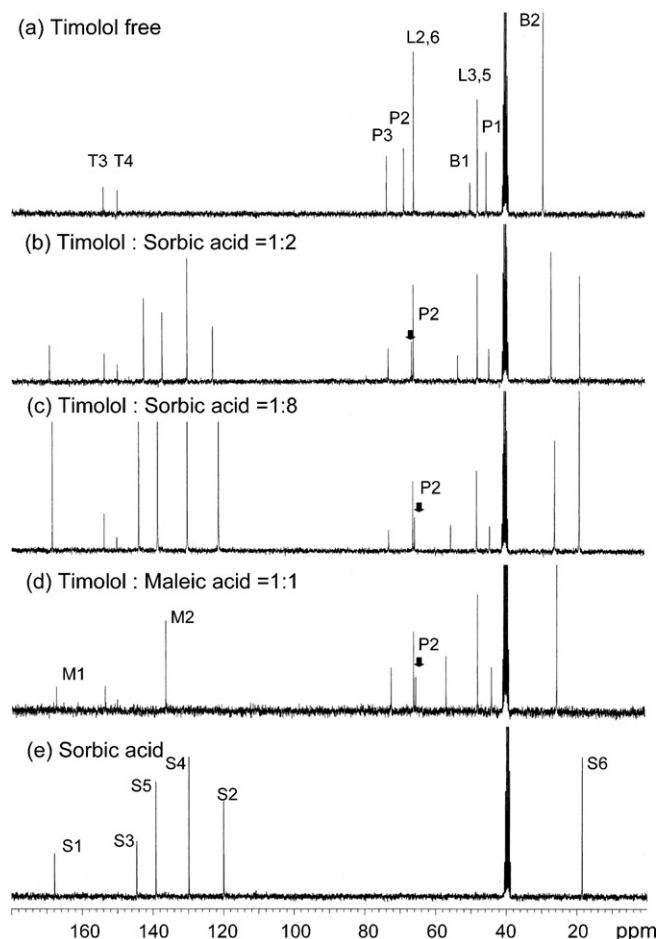 (a) Timolol free
B2
L2,6
L3,5
P2
P3
P1
T3 T4
B1
(b) Timolol : Sorbic acid =1:2
P2
(c) Timolol : Sorbic acid =1:8
P2
(d) Timolol : Maleic acid =1:1
M2
P2
M1
(e) Sorbic acid
S4
S6
S5
S2
S3
S1
160 140 120 100 80 60 40 20 ppm